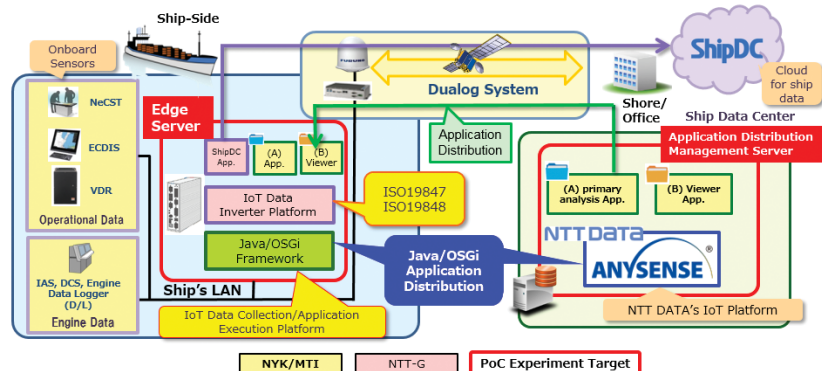 Ship-Side
Onboard
Sensors
NeCST
ECDIS
VDR
Operational Data
IAS, DCS, Engine
Data Logger
(D/L)
Engine Data
Edge
Server
ShipDC
App.
(A)
App.
(B)
Viewer
IoT Data
Inverter Platform
Java/OSGi
Framework
Ship's LAN
IoT Data Collection/Application
Execution Platform
ISO19847
ISO19848
FURUNO
Dualog System
Application
Distribution
Java/OSGi
Application
Distribution
ShipDC
Cloud
for ship
data
Shore/
Office
Ship Data Center
Application Distribution
Management Server
(A) primary
analysis App.
(B) Viewer
App.
NTT DATA
ANYSENSE®
NTT DATA's IoT Platform
NYK/MTI
NTT-G
PoC Experiment Target